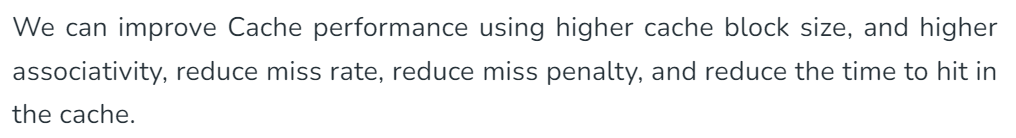 We can improve Cache performance using higher cache block size, and higher
associativity, reduce miss rate, reduce miss penalty, and reduce the time to hit in
the cache.